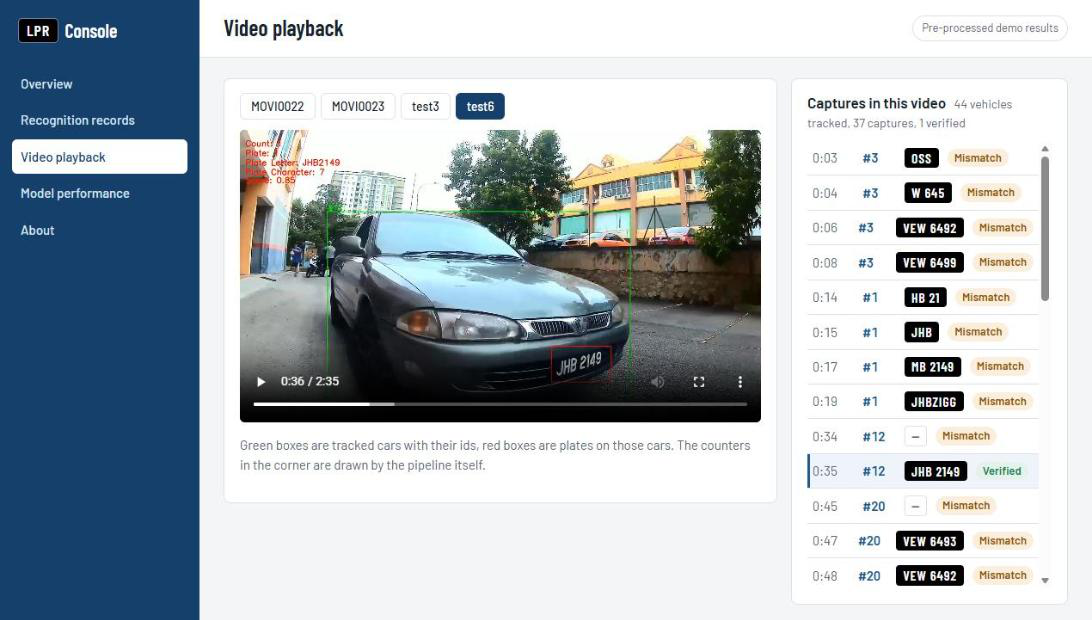 LPR Console
Overview
Recognition records
Video playback
Model performance
About
Video playback
Pre-processed demo results
MOVI0022
MOVI0023
test3
test6
Count:
Plate:
Plate Letter: JHB2149
Plate Character: 7
0.85
JHB 2149
0:36 / 2:35
Green boxes are tracked cars with their ids, red boxes are plates on those cars. The counters
in the corner are drawn by the pipeline itself.
Captures in this video 44 vehicles
tracked, 37 captures, 1 verified
0:03 #3 OSS Mismatch
0:04 #3 W 645 Mismatch
0:06 #3 VEW 6492 Mismatch
0:08 #3 VEW 6499 Mismatch
0:14 #1 HB 21 Mismatch
0:15 #1 JHB Mismatch
0:17 #1 MB 2149 Mismatch
0:19 #1 JHBZIGG Mismatch
0:34 #12 – Mismatch
0:35 #12 JHB 2149 Verified
0:45 #20 – Mismatch
0:47 #20 VEW 6493 Mismatch
0:48 #20 VEW 6492 Mismatch